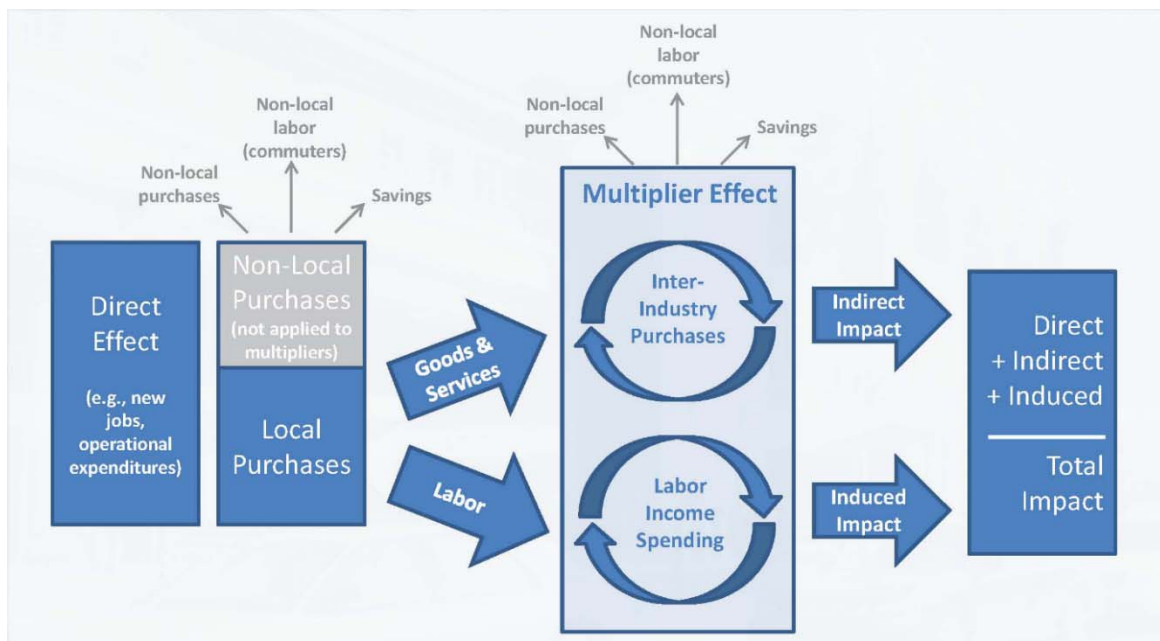 Direct
Effect
(e.g., new
jobs,
operational
expenditures)
Non-local
purchases
Non-local
labor
(commuters)
Savings
Non-Local
Purchases
(not applied to
multipliers)
Local
Purchases
Goods &
Services
Labor
Non-local
purchases
Non-local
labor
(commuters)
Savings
Multiplier Effect
Inter-
Industry
Purchases
Labor
Income
Spending
Indirect
Impact
Induced
Impact
Direct
+ Indirect
+ Induced
Total
Impact